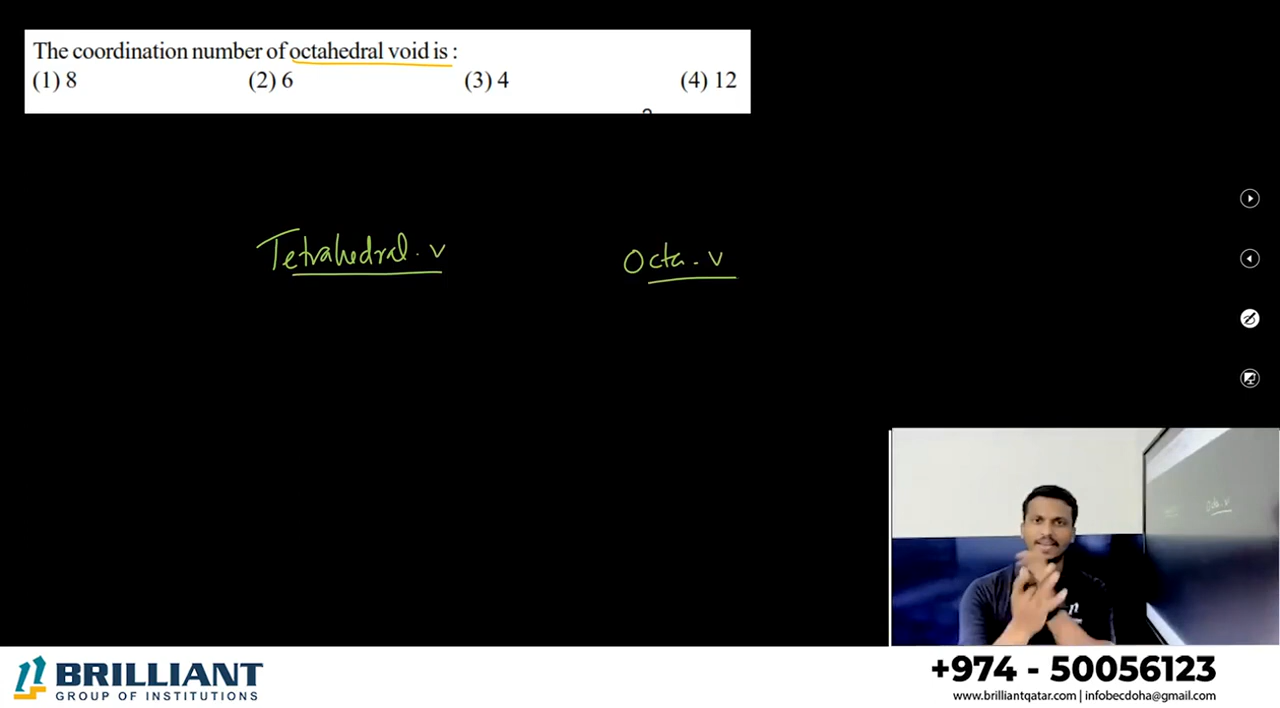 The coordination number of octahedral void is :
(1) 8 (2) 6 (3) 4 (4) 12
Tetrahedral. v Octa. v
Octa. v
BRILLIANT
GROUP OF INSTITUTIONS
+974 - 50056123
www.brilliantqatar.com | infobecdoha@gmail.com